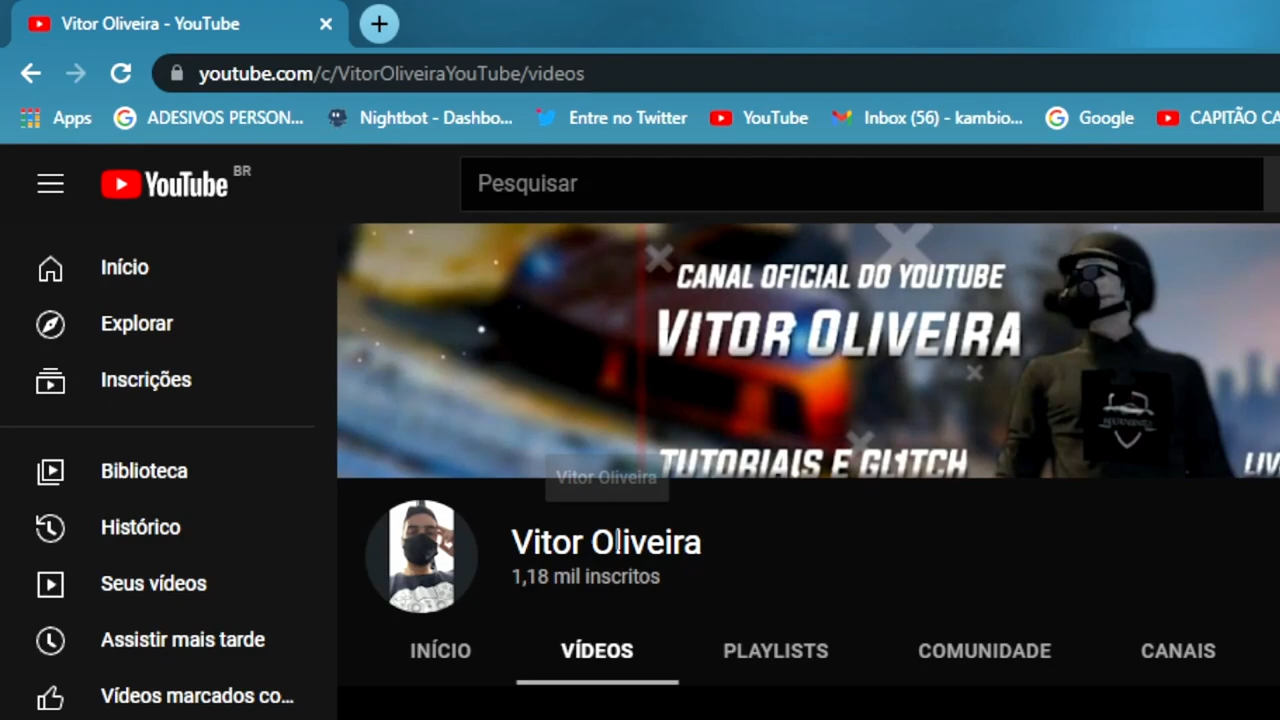 Vitor Oliveira - YouTube
youtube.com/c/VitorOliveiraYouTube/videos
Apps ADESIVOS PERSON... Nightbot - Dashbo... Entre no Twitter YouTube Inbox (56) - kambio... Google CAPITÃO CA
YouTube BR
Pesquisar
Início
Explorar
Inscrições
Biblioteca
Histórico
Seus vídeos
Assistir mais tarde
Vídeos marcados co...
CANAL OFICIAL DO YOUTUBE
VITOR OLIVEIRA
TUTORIAIS E GL1TCH
LIV
Vitor Oliveira
Vitor Oliveira
1,18 mil inscritos
INÍCIO VÍDEOS PLAYLISTS COMUNIDADE CANAIS